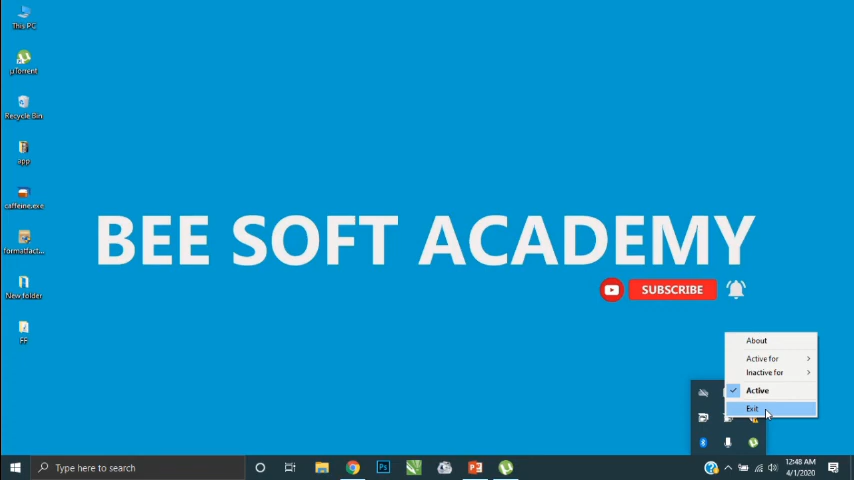 This PC
µTorrent
Recycle Bin
app
caffeine.exe
formatfact...
New folder
FF
BEE SOFT ACADEMY
SUBSCRIBE
About
Active for
Inactive for
Active
Exit
Type here to search
Ps
12:48 AM
4/1/2020